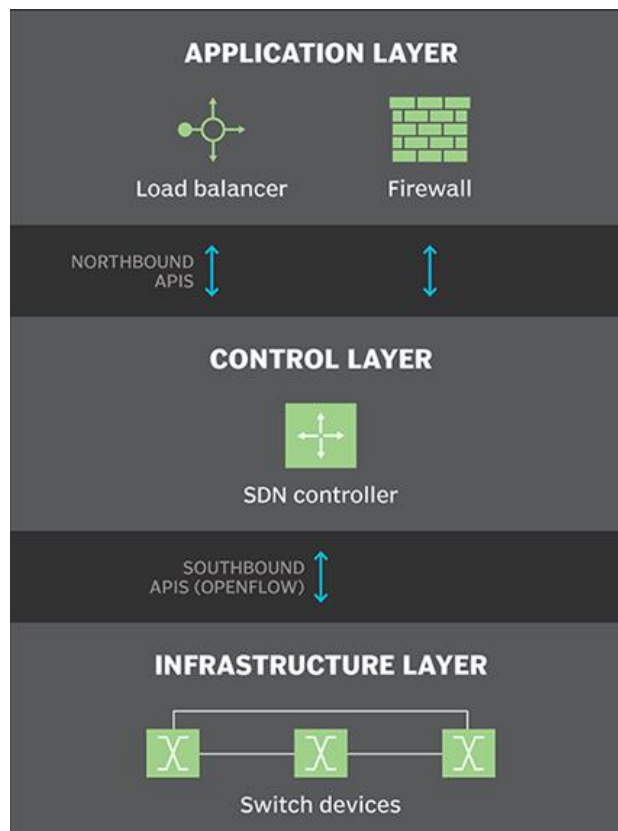 APPLICATION LAYER
Load balancer
Firewall
NORTHBOUND
APIS
CONTROL LAYER
SDN controller
SOUTHBOUND
APIS (OPENFLOW)
INFRASTRUCTURE LAYER
Switch devices